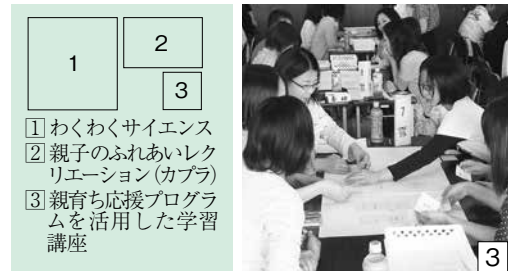 1
2
3
1 わくわくサイエンス
2 親子のふれあいレク
リエーション(カプラ)
3 親育ち応援プログラ
ムを活用した学習
講座
3